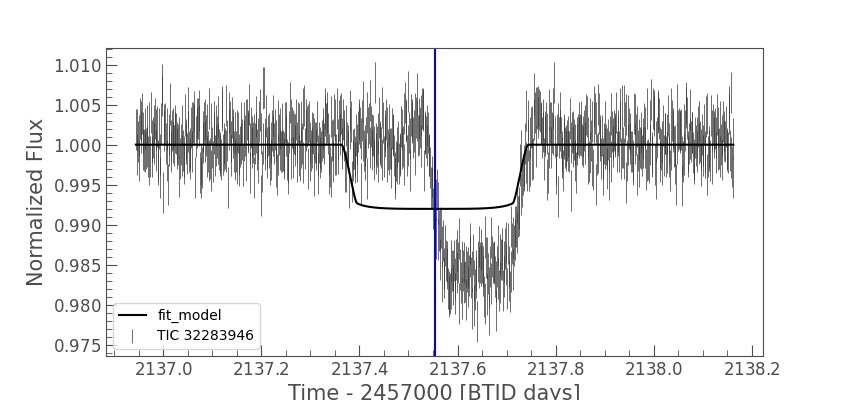 Normalized Flux
1.010
1.005
1.000
0.995
0.990
0.985
0.980
0.975
fit_model
TIC 32283946
2137.0 2137.2 2137.4 2137.6 2137.8 2138.0 2138.2
Time - 2457000 [BTJD days]